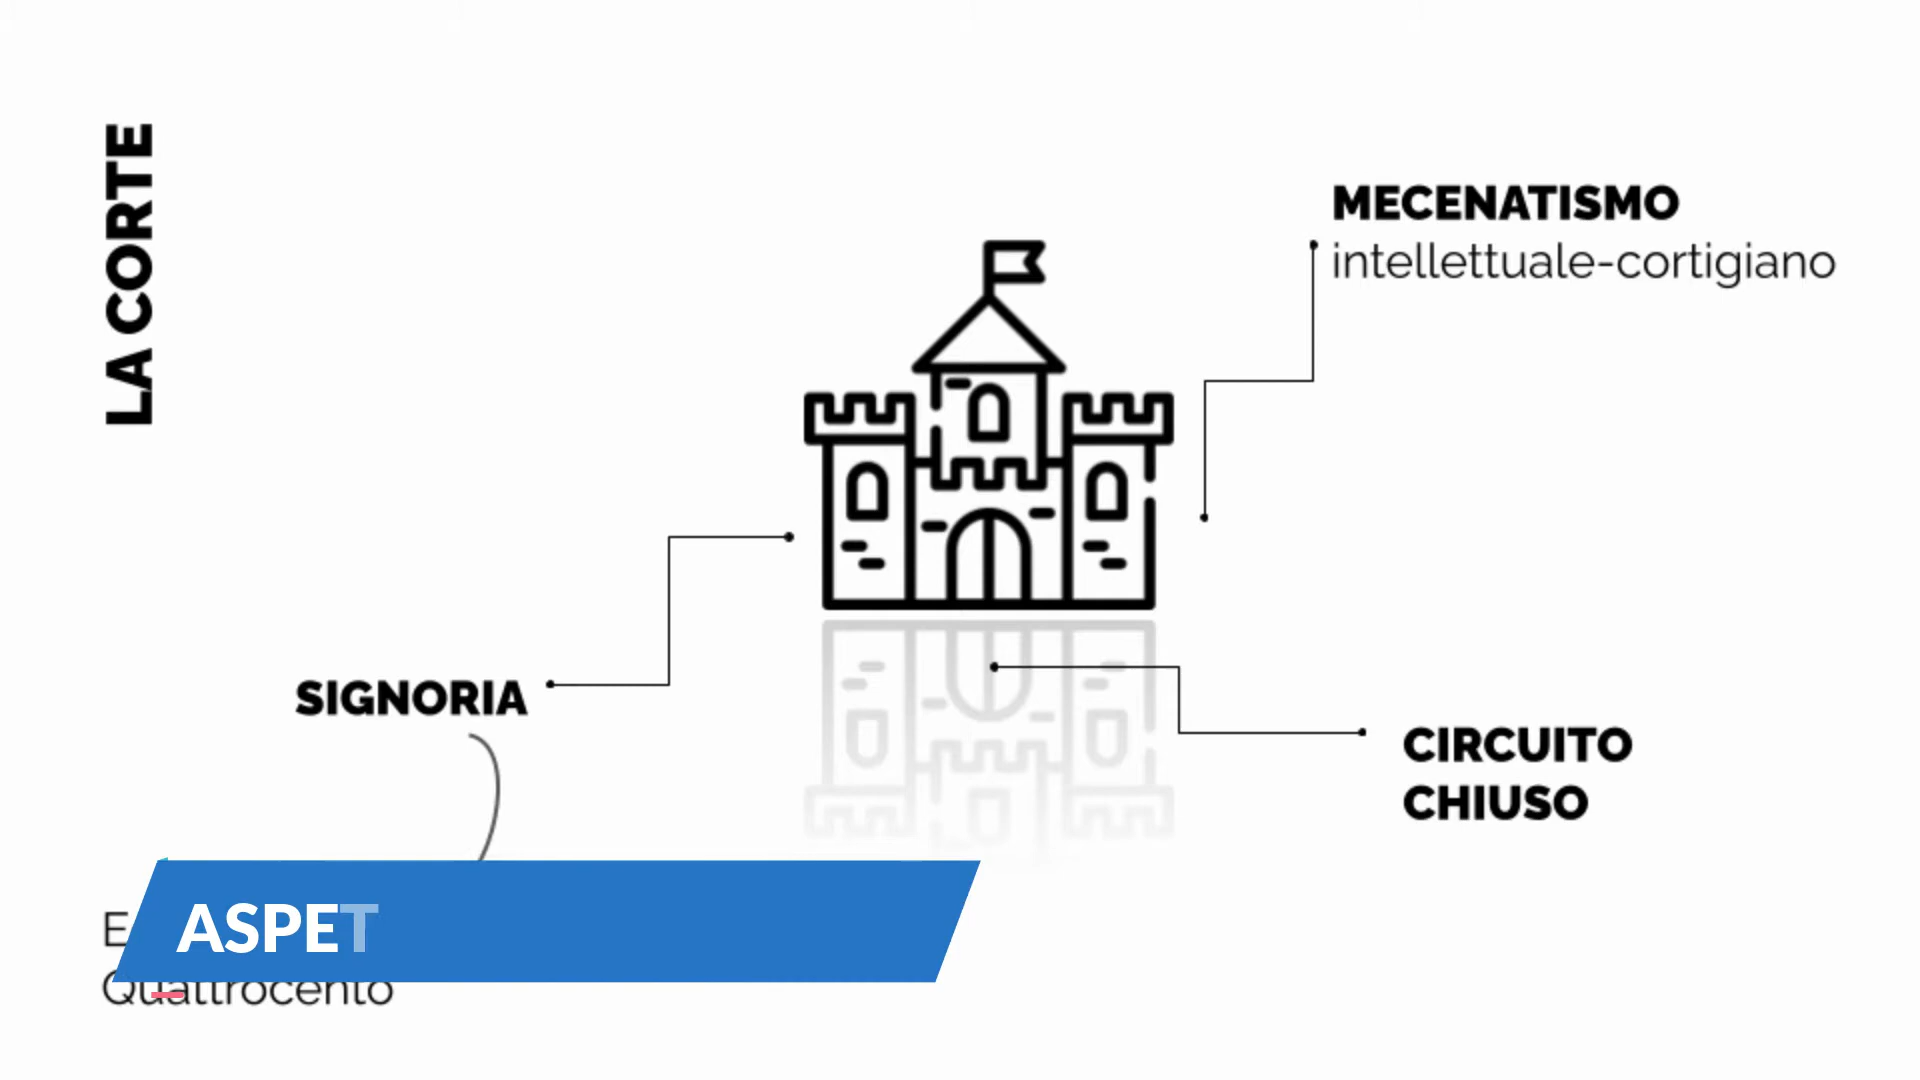 LA CORTE
MECENATISMO
intellettuale-cortigiano
SIGNORIA
CIRCUITO
CHIUSO
ASPET
Quattrocento